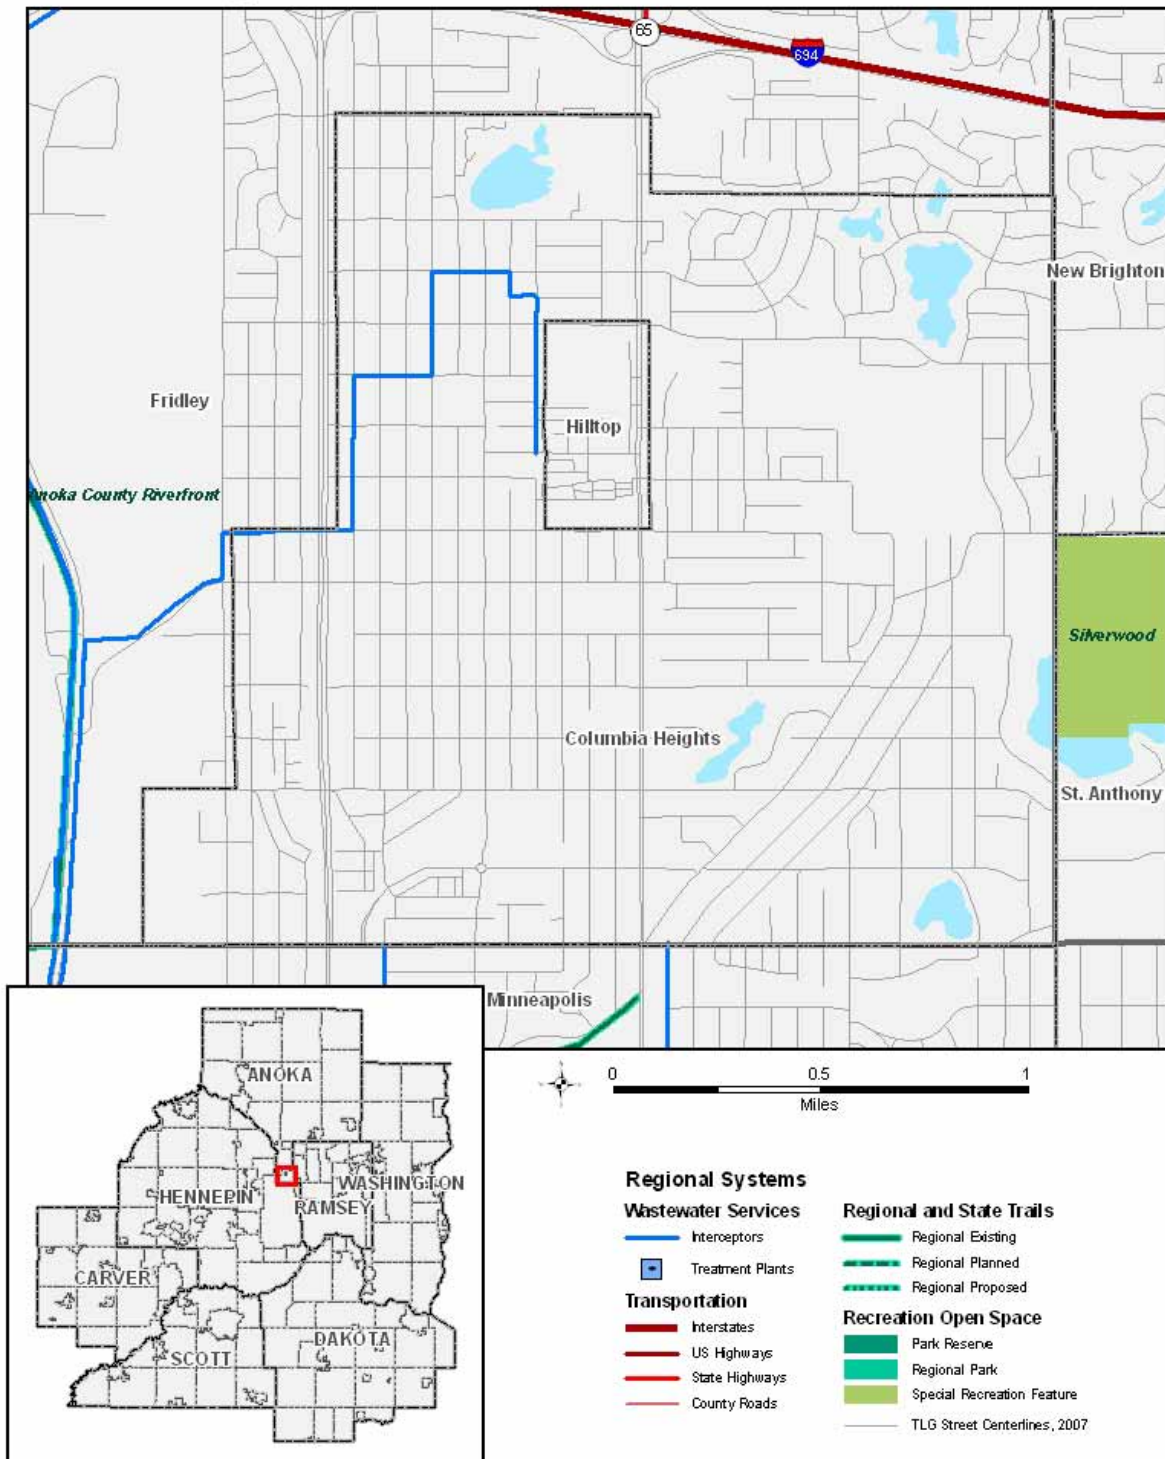 65
694
New Brighton
Fridley
Hilltop
Anoka County Riverfront
Silverwood
Columbia Heights
St. Anthony
Minneapolis
ANOKA
WASHINGTON
HENNEPIN
RAMSEY
CARVER
DAKOTA
SCOTT
0 0.5 1
Miles
Regional Systems
Wastewater Services
Interceptors
Treatment Plants
Transportation
Interstates
US Highways
State Highways
County Roads
Regional and State Trails
Regional Existing
Regional Planned
Regional Proposed
Recreation Open Space
Park Reserve
Regional Park
Special Recreation Feature
TLG Street Centerlines, 2007